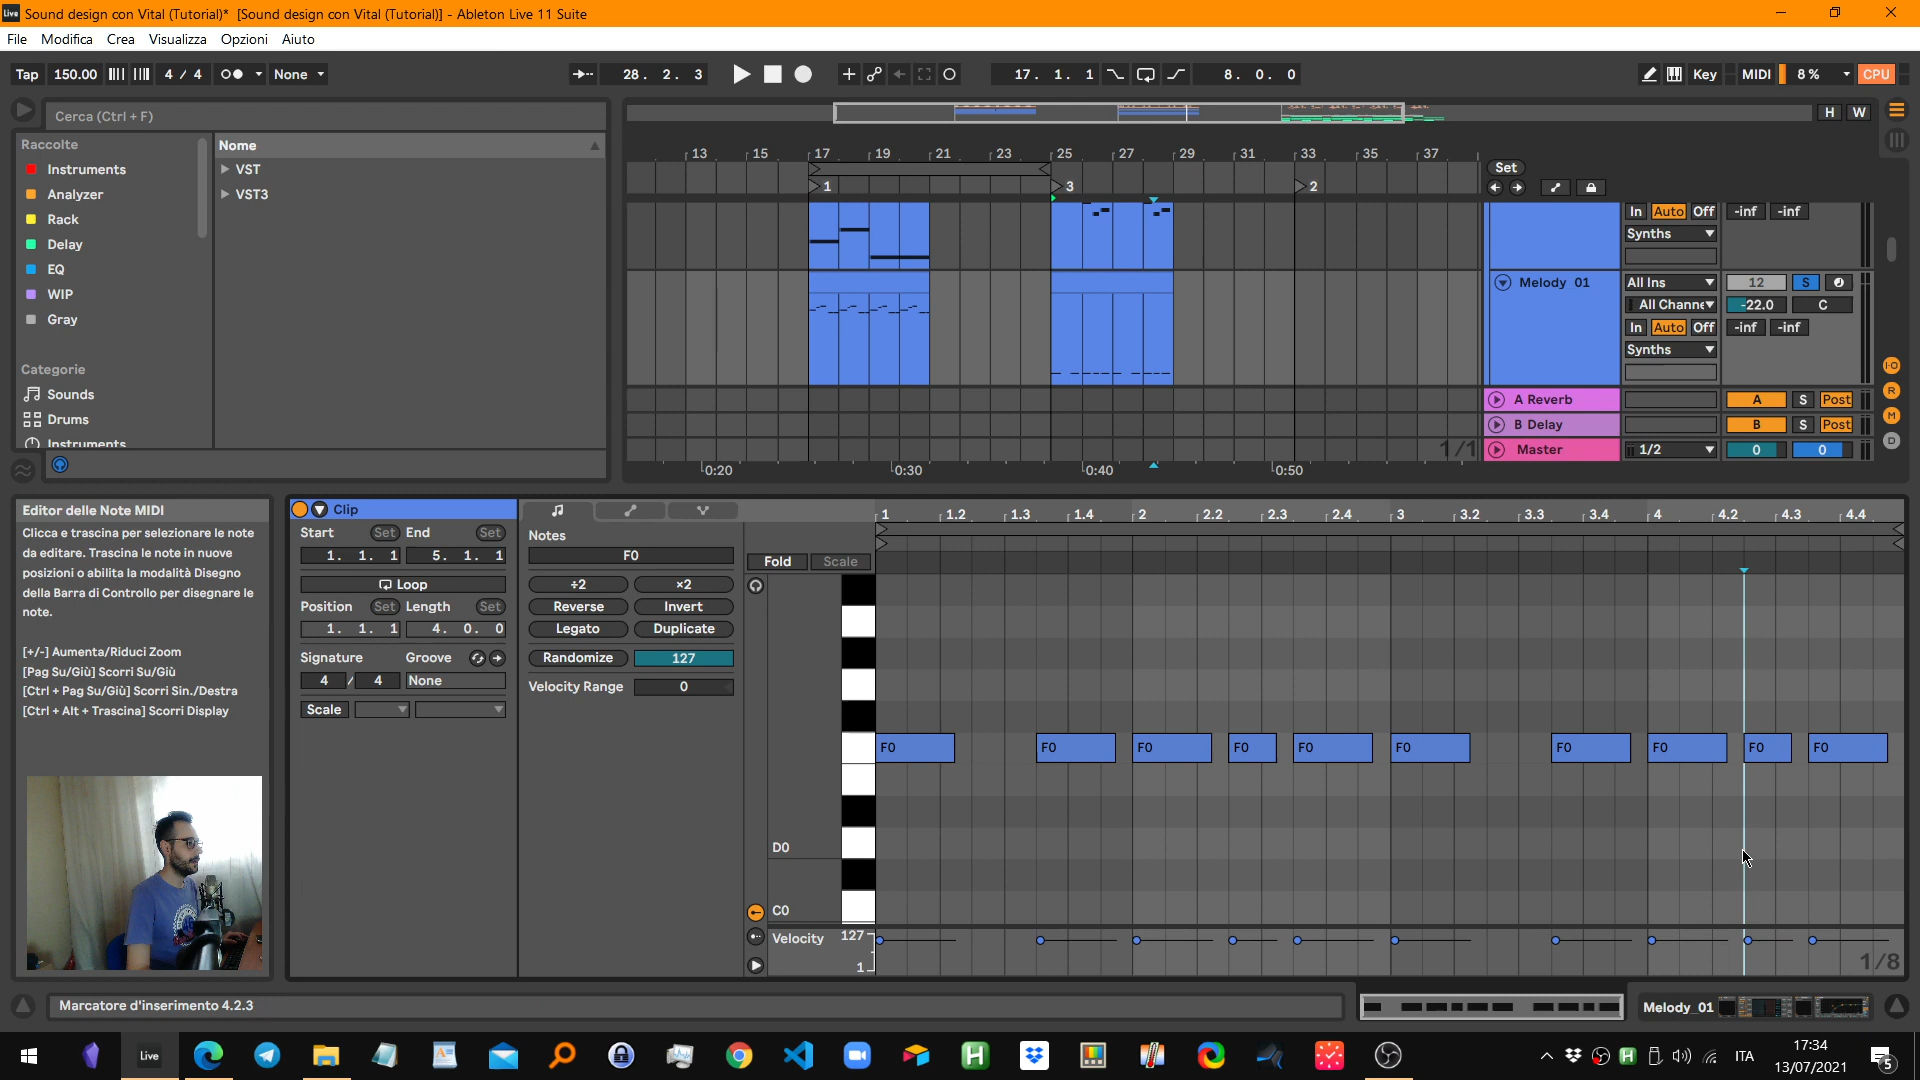 Live Sound design con Vital (Tutorial)* [Sound design con Vital (Tutorial)] - Ableton Live 11 Suite
File Modifica Crea Visualizza Opzioni Aiuto
Tap 150.00 4 / 4 None 28. 2. 3 17. 1. 1 8. 0. 0 Key MIDI 8% CPU
Cerca (Ctrl + F)
H W
Raccolte
Instruments
Analyzer
Rack
Delay
EQ
WIP
Gray
Categorie
Sounds
Drums
Instruments
Nome
VST
VST3
13 15 17 19 21 23 25 27 29 31 33 35 37
Set
1 3 2
In Auto Off -inf -inf
Synths
Melody 01 All Ins 12 S
All Channe -22.0 C
In Auto Off -inf -inf
Synths
A Reverb A S Post
B Delay B S Post
1/1
Master 1/2 0 0
0:20 0:30 0:40 0:50
I·O
R
M
D
Editor delle Note MIDI
Clicca e trascina per selezionare le note
da editare. Trascina le note in nuove
posizioni o abilita la modalità Disegno
della Barra di Controllo per disegnare le
note.
[+/-] Aumenta/Riduci Zoom
[Pag Su/Giù] Scorri Su/Giù
[Ctrl + Pag Su/Giù] Scorri Sin./Destra
[Ctrl + Alt + Trascina] Scorri Display
Clip
Start Set End Set
1. 1. 1 5. 1. 1
Loop
Position Set Length Set
1. 1. 1 4. 0. 0
Signature Groove
4 / 4 None
Scale
Notes
F0
÷2 ×2
Reverse Invert
Legato Duplicate
Randomize 127
Velocity Range 0
1 1.2 1.3 1.4 2 2.2 2.3 2.4 3 3.2 3.3 3.4 4 4.2 4.3 4.4
Fold Scale
F0 F0 F0 F0 F0 F0 F0 F0 F0 F0
D0
C0
Velocity 127
1
1/8
Marcatore d'inserimento 4.2.3
Melody_01
Live
ITA
17:34
13/07/2021
5